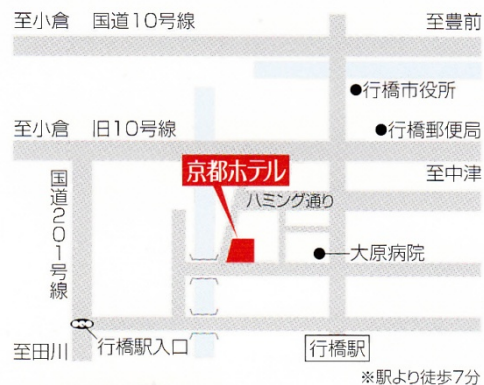 至小倉 国道10号線 至豊前
●行橋市役所
至小倉 旧10号線 ●行橋郵便局
京都ホテル 至中津
国道201号線
ハミング通り
大原病院
行橋駅入口 行橋駅
至田川
※駅より徒歩7分